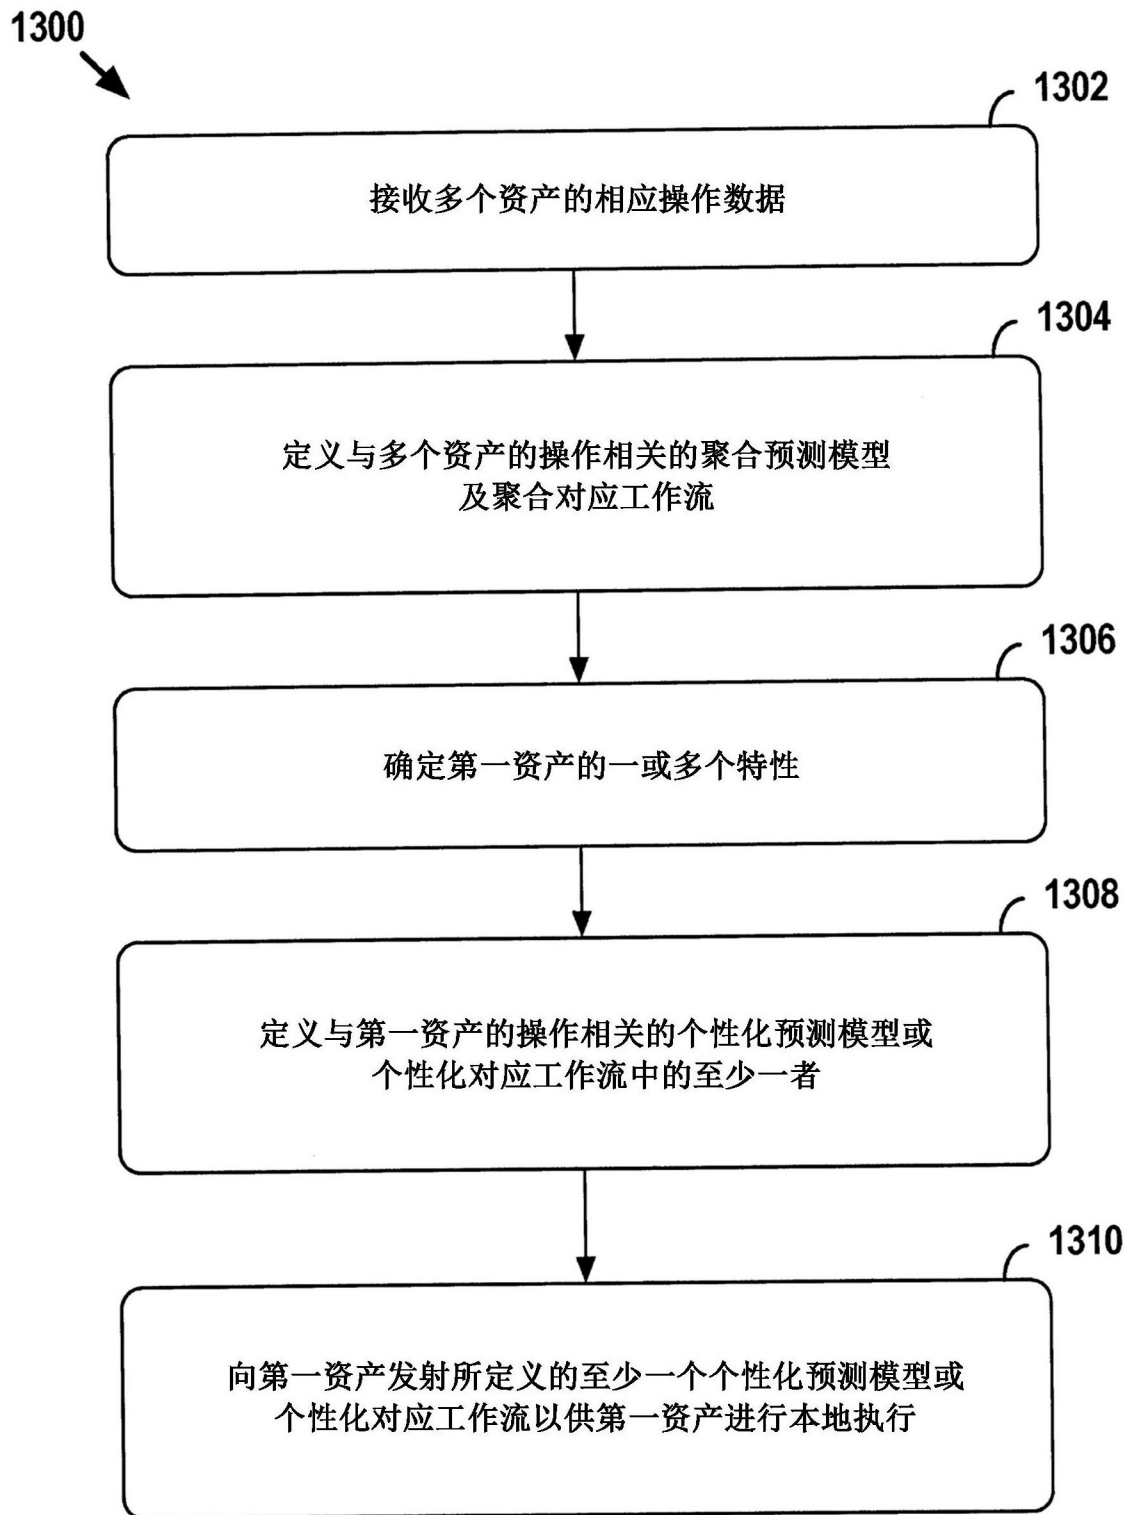 1300
1302
接收多个资产的相应操作数据
1304
定义与多个资产的操作相关的聚合预测模型
及聚合对应工作流
1306
确定第一资产的一或多个特性
1308
定义与第一资产的操作相关的个性化预测模型或
个性化对应工作流中的至少一者
1310
向第一资产发射所定义的至少一个个性化预测模型或
个性化对应工作流以供第一资产进行本地执行